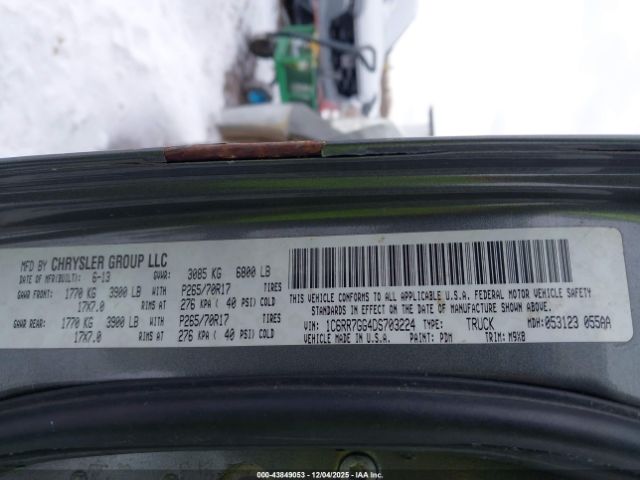 MFD BY CHRYSLER GROUP LLC
DATE OF MFR(BUILT): 6-13 GVWR: 3085 KG 6800 LB
GAWR FRONT: 1770 KG 3900 LB P265/70R17 TIRES
17X7.0 RIMS AT 276 KPA ( 40 PSI) COLD
GAWR REAR: 1770 KG 3900 LB P265/70R17 TIRES
17X7.0 RIMS AT 276 KPA ( 40 PSI) COLD
THIS VEHICLE CONFORMS TO ALL APPLICABLE U.S.A. FEDERAL MOTOR VEHICLE SAFETY
STANDARDS IN EFFECT ON THE DATE OF MANUFACTURE SHOWN ABOVE.
VIN: 1C6RR7GG4DS703224 TYPE: TRUCK MDH: 053123 055AA
VEHICLE MADE IN U.S.A. PAINT: PDM TRIM: M9X8
000-43849053 - 12/04/2025 - IAAI.COM